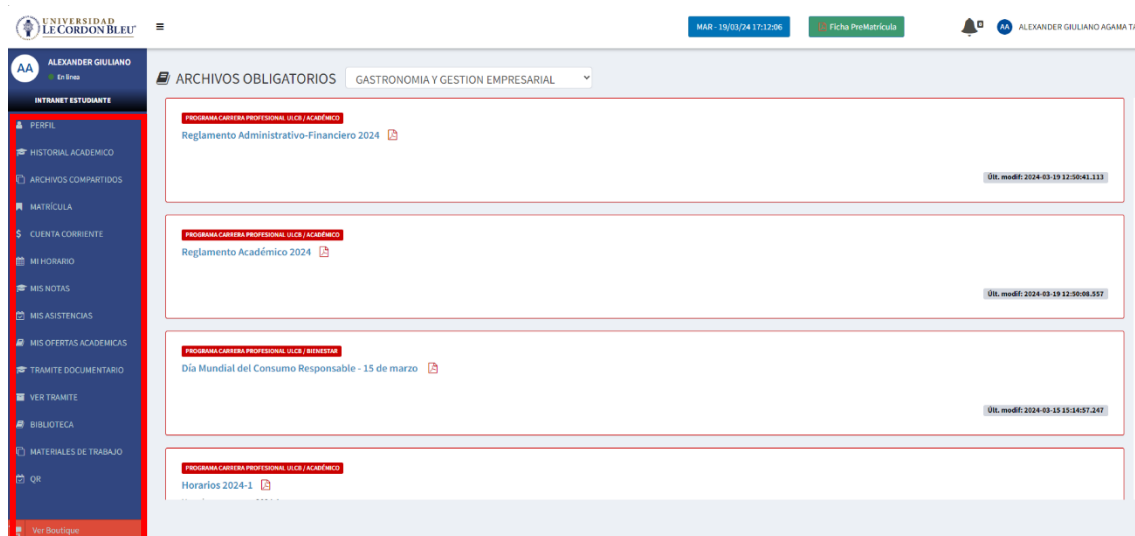 UNIVERSIDAD
LE CORDON BLEU
MAR - 19/03/24 17:12:06
Ficha PreMatrícula
AA
ALEXANDER GIULIANO AGAMA TA
AA
ALEXANDER GIULIANO
En línea
INTRANET ESTUDIANTE
PERFIL
HISTORIAL ACADEMICO
ARCHIVOS COMPARTIDOS
MATRÍCULA
CUENTA CORRIENTE
MI HORARIO
MIS NOTAS
MIS ASISTENCIAS
MIS OFERTAS ACADEMICAS
TRAMITE DOCUMENTARIO
VER TRAMITE
BIBLIOTECA
MATERIALES DE TRABAJO
QR
Ver Boutique
ARCHIVOS OBLIGATORIOS
GASTRONOMIA Y GESTION EMPRESARIAL
PROGRAMA CARRERA PROFESIONAL ULCB / ACADÉMICO
Reglamento Administrativo-Financiero 2024
Últ. modif: 2024-03-19 12:50:41.113
PROGRAMA CARRERA PROFESIONAL ULCB / ACADÉMICO
Reglamento Académico 2024
Últ. modif: 2024-03-19 12:50:08.557
PROGRAMA CARRERA PROFESIONAL ULCB / BIENESTAR
Día Mundial del Consumo Responsable - 15 de marzo
Últ. modif: 2024-03-15 15:14:57.247
PROGRAMA CARRERA PROFESIONAL ULCB / ACADÉMICO
Horarios 2024-1